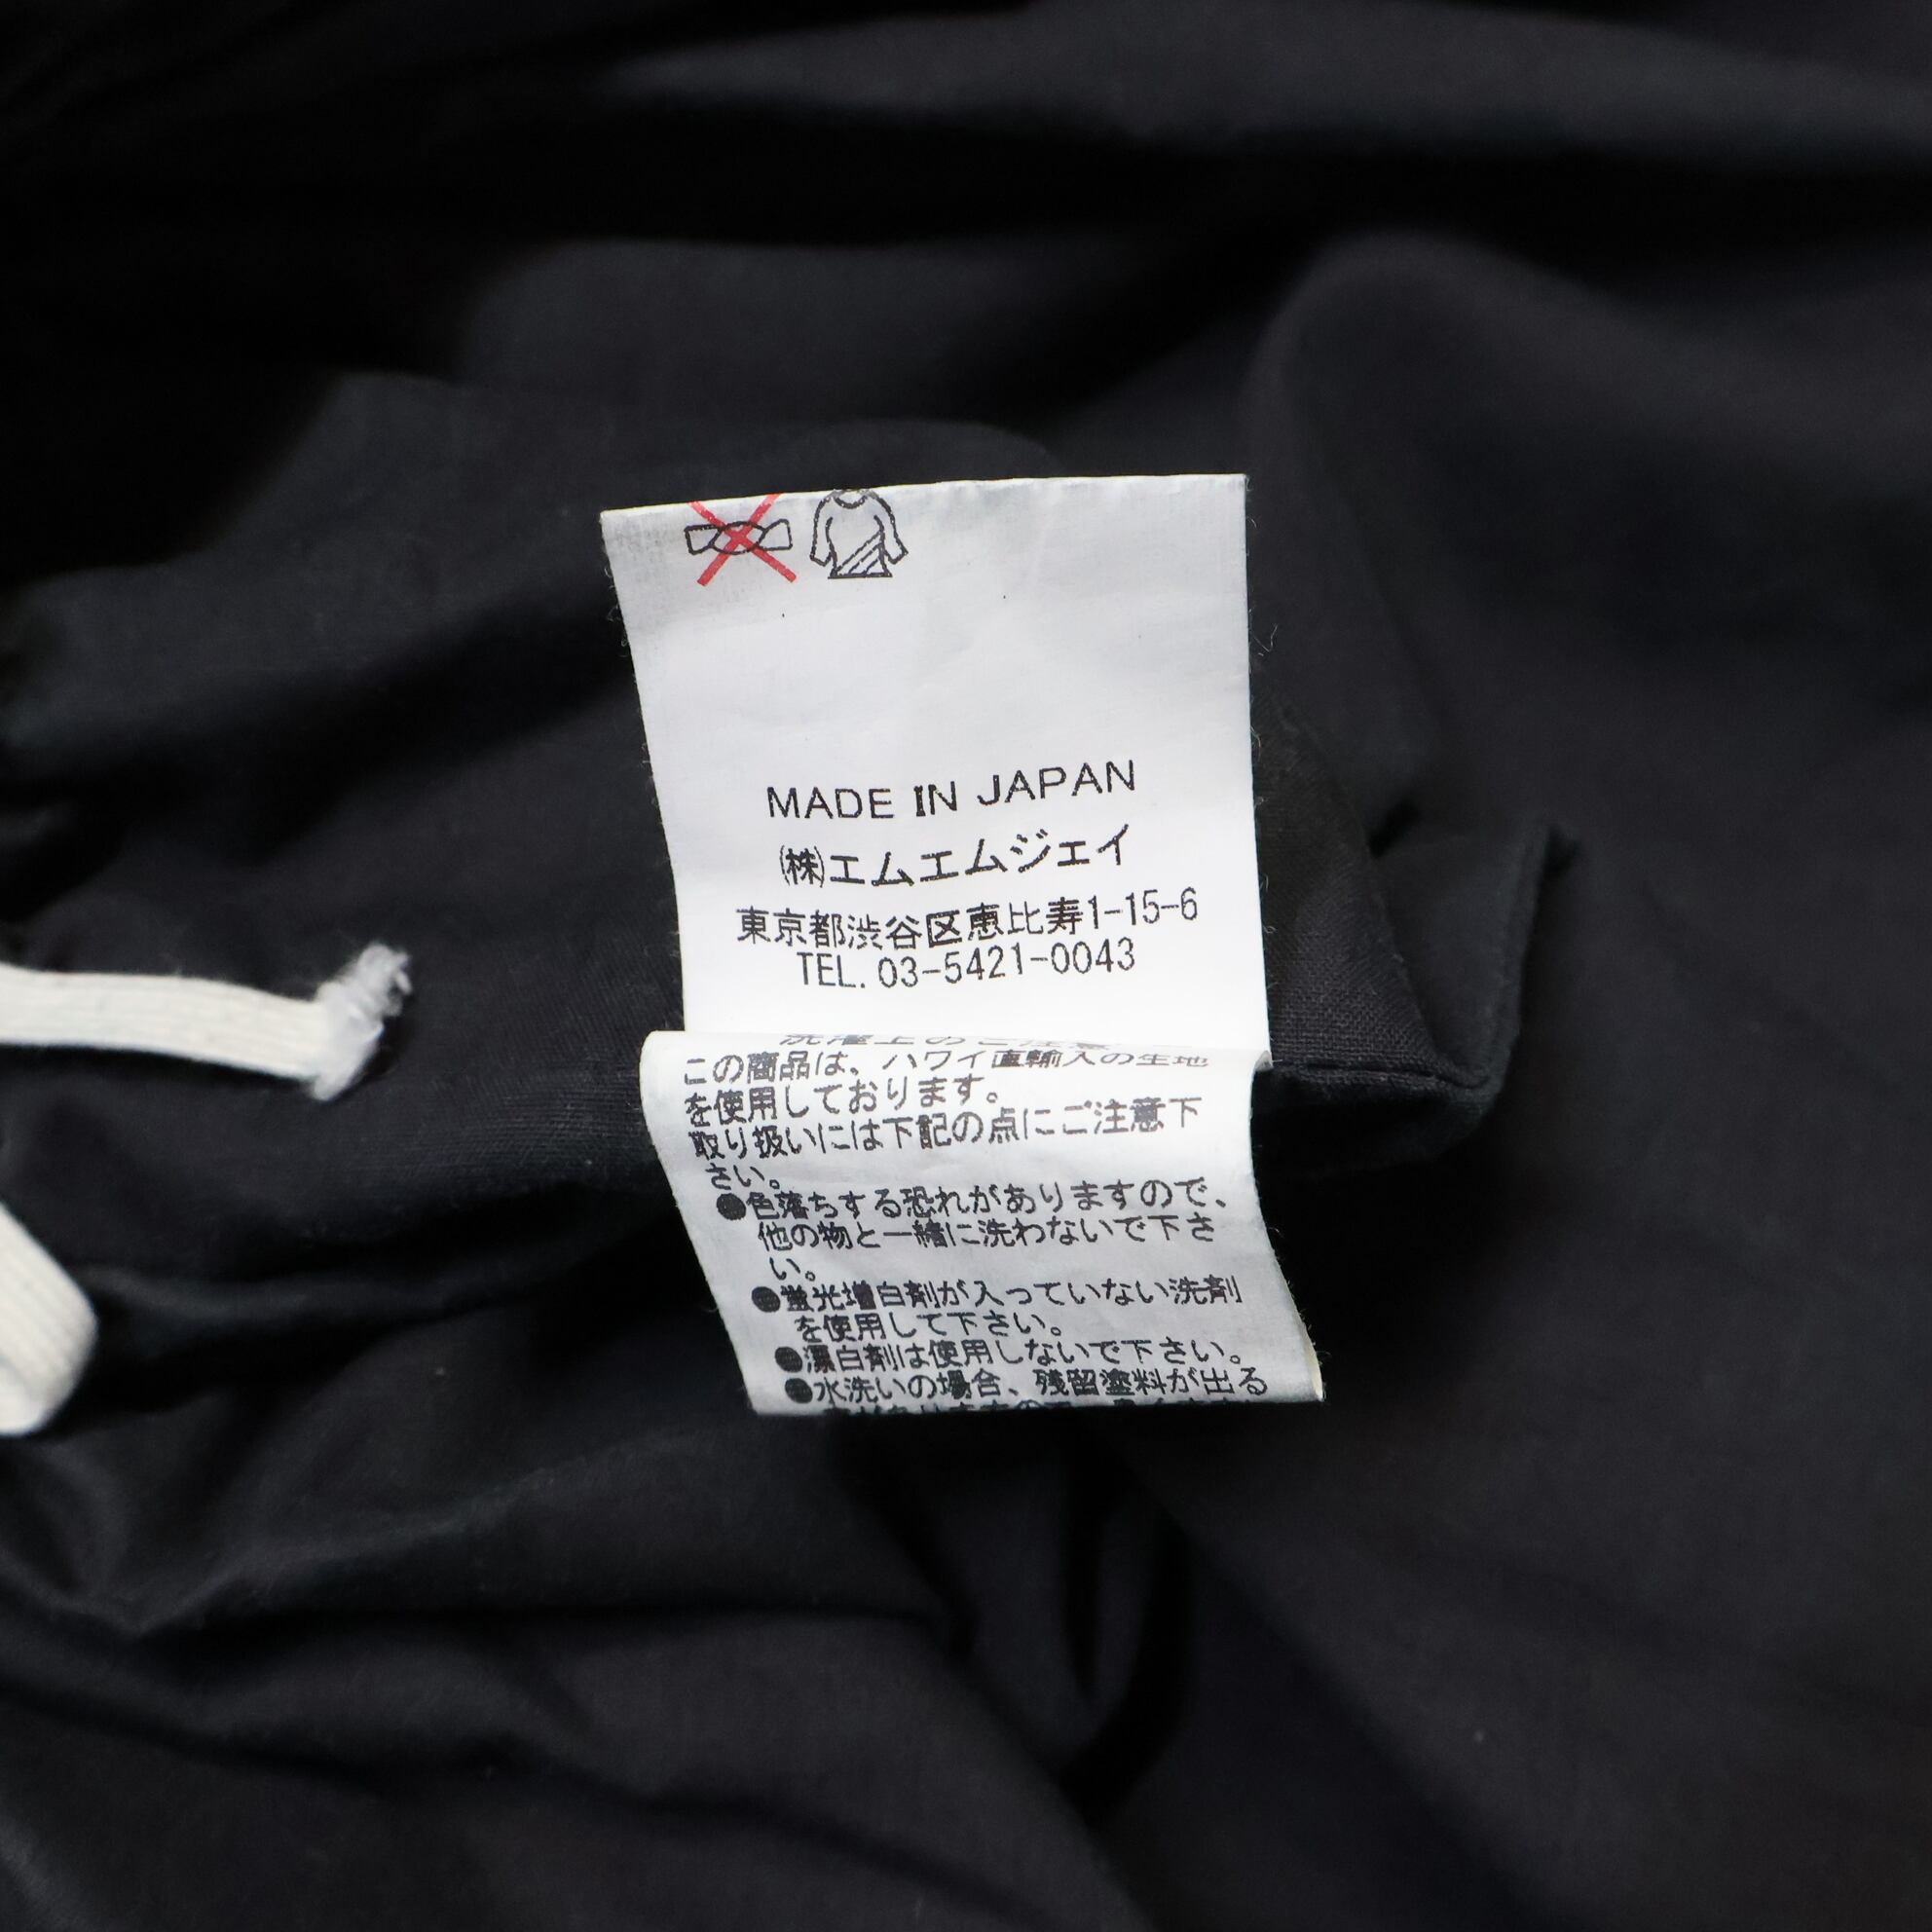 MADE IN JAPAN
㈱エムエムジェイ
東京都渋谷区恵比寿1-15-6
TEL. 03-5421-0043
洗濯上のご注意
この商品は、ハワイ直輸入の生地
を使用しております。
取り扱いには下記の点にご注意下
さい。
●色落ちする恐れがありますので、
他の物と一緒に洗わないで下さ
い。
●蛍光増白剤が入っていない洗剤
を使用して下さい。
●漂白剤は使用しないで下さい。
●水洗いの場合、残留塗料が出る